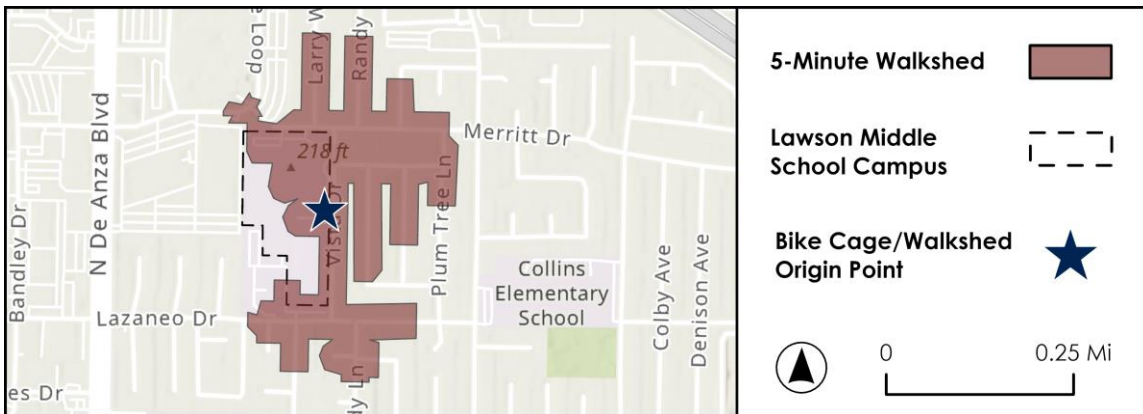 e Loop
Larry W
Randy
N De Anza Blvd
Merritt Dr
218 ft
Vista Dr
Plum Tree Ln
Bandley Dr
Collins
Elementary
School
Colby Ave
Denison Ave
Lazaneo Dr
es Dr
dy Ln
5-Minute Walkshed
Lawson Middle
School Campus
Bike Cage/Walkshed
Origin Point
0 0.25 Mi